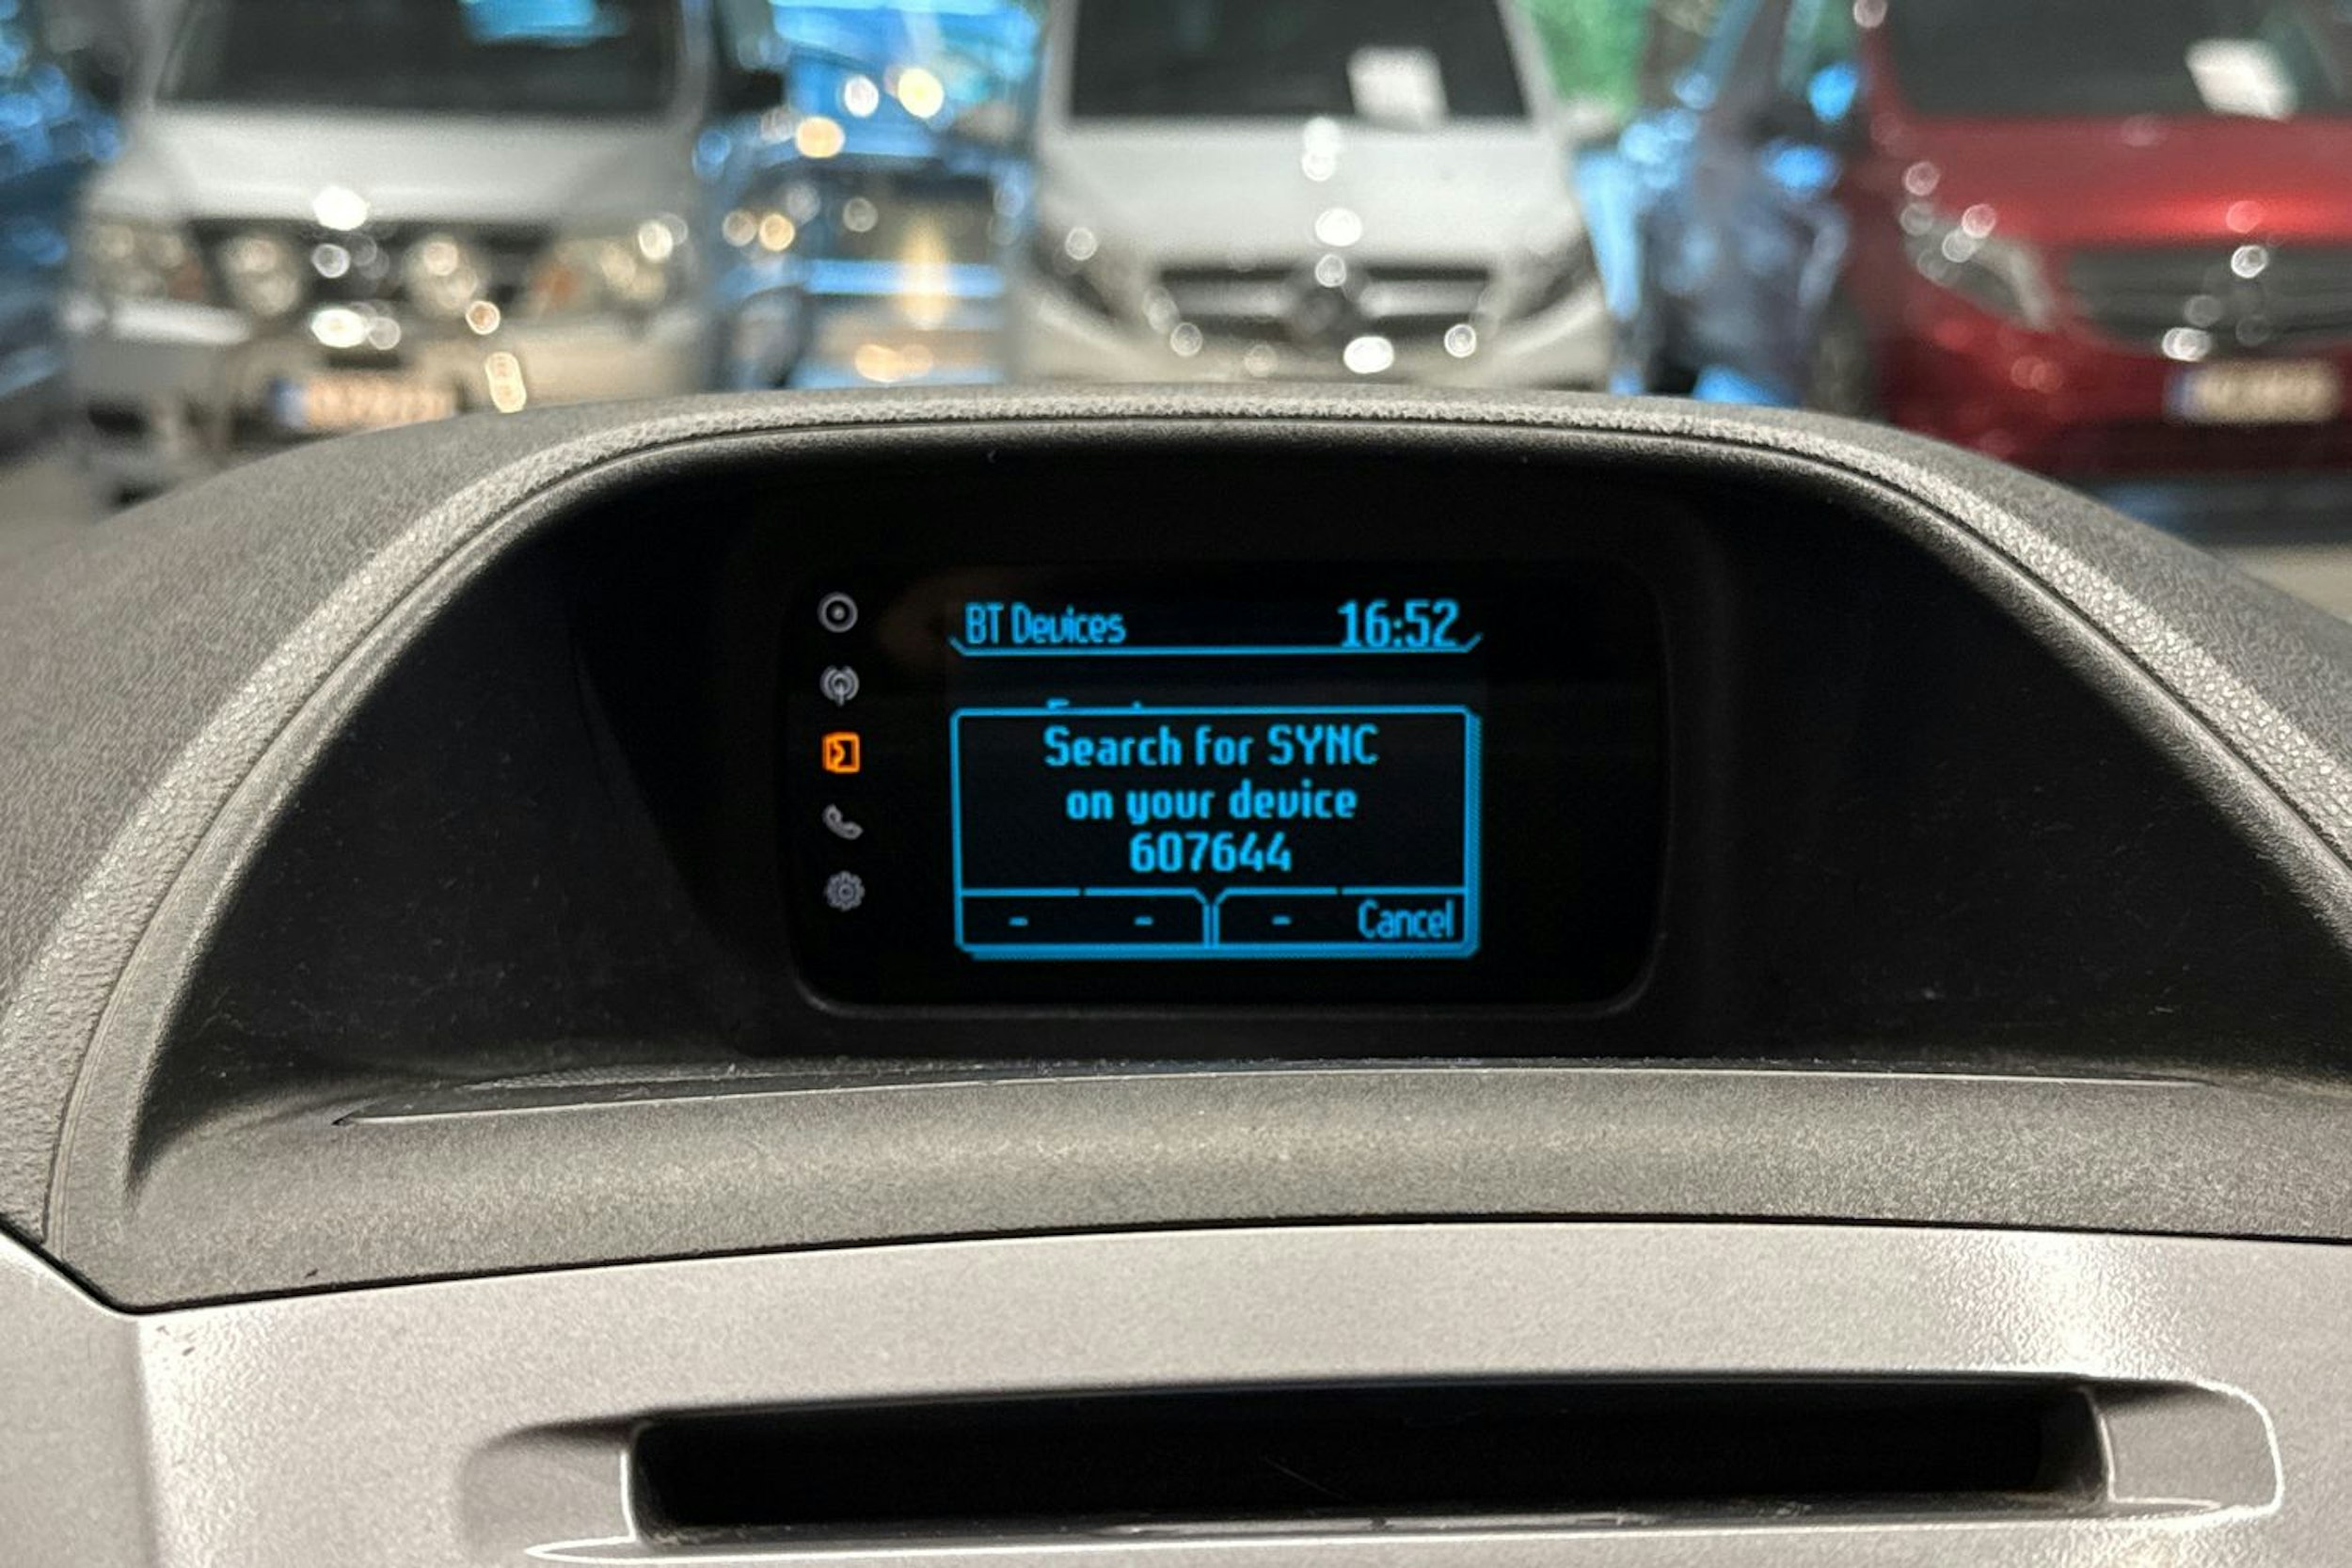 BT Devices 16:52
Search for SYNC
on your device
607644
- - - Cancel